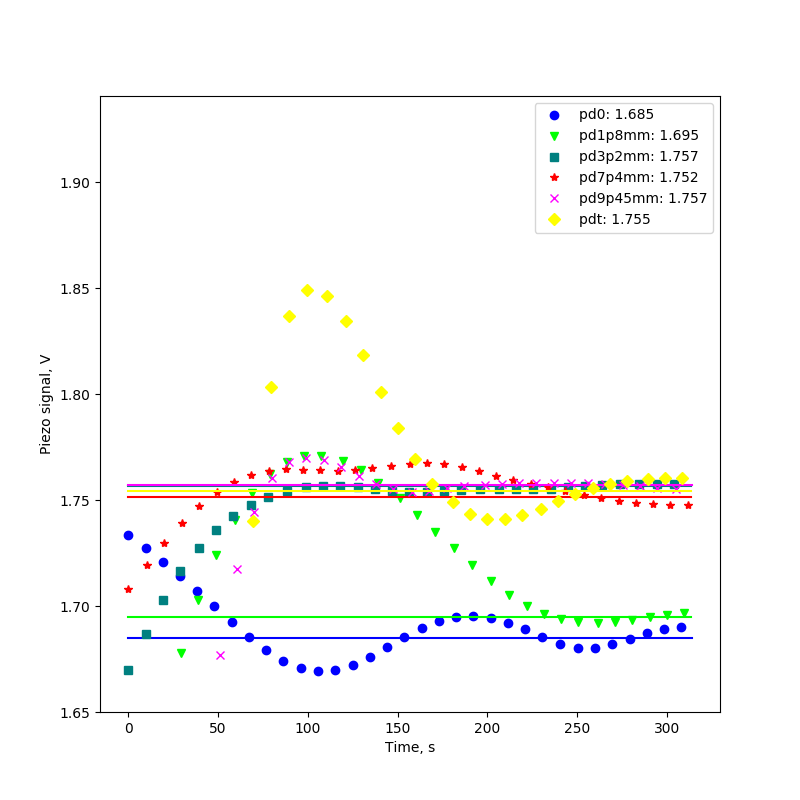 pd0: 1.685
pd1p8mm: 1.695
pd3p2mm: 1.757
pd7p4mm: 1.752
pd9p45mm: 1.757
pdt: 1.755
1.90
1.85
1.80
1.75
1.70
1.65
Piezo signal, V
0 50 100 150 200 250 300
Time, s